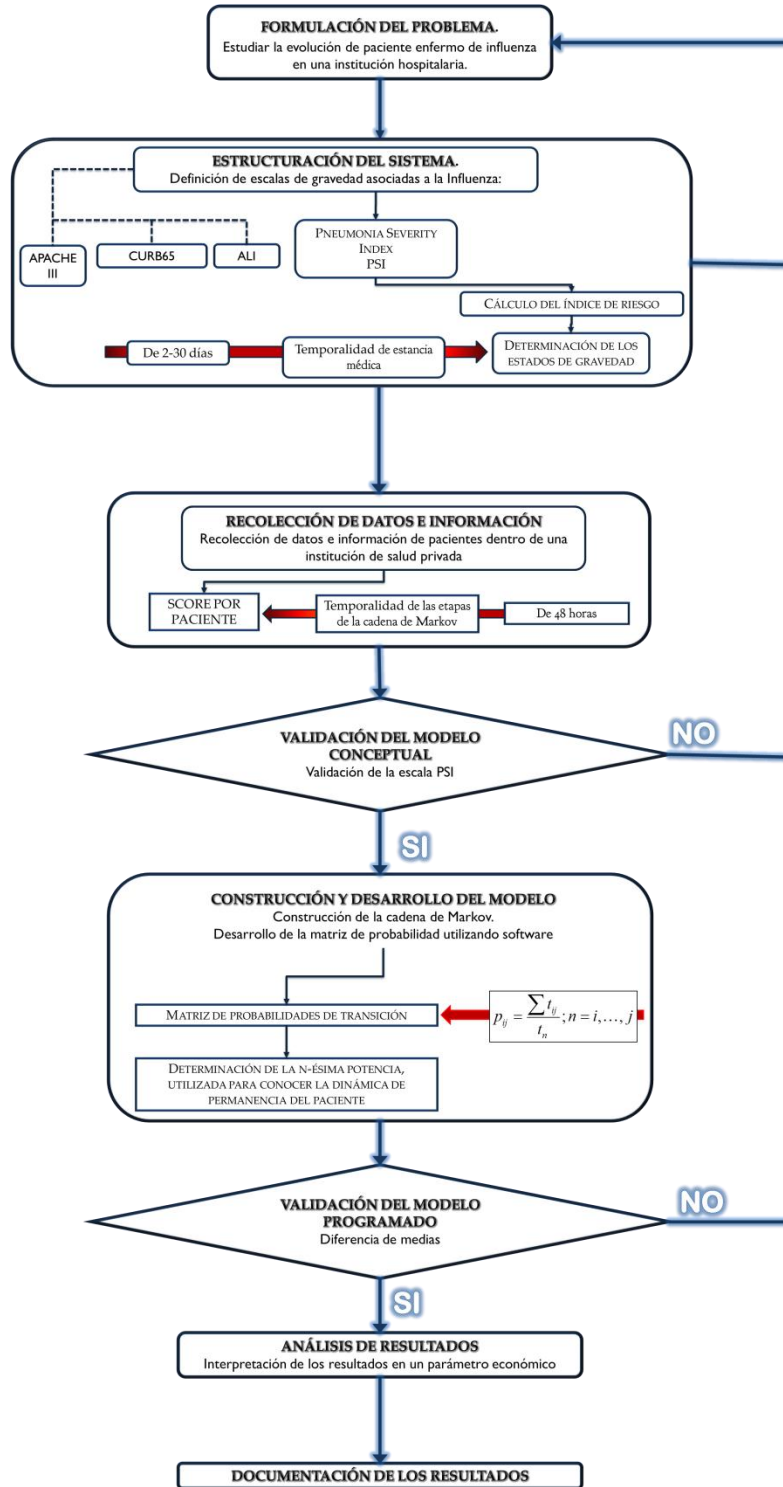 FORMULACIÓN DEL PROBLEMA.
Estudiar la evolución de paciente enfermo de influenza
en una institución hospitalaria.
ESTRUCTURACIÓN DEL SISTEMA.
Definición de escalas de gravedad asociadas a la Influenza:
APACHE
III
CURB65
ALI
PNEUMONIA SEVERITY
INDEX
PSI
CÁLCULO DEL ÍNDICE DE RIESGO
De 2-30 días
Temporalidad de estancia
médica
DETERMINACIÓN DE LOS
ESTADOS DE GRAVEDAD
RECOLECCIÓN DE DATOS E INFORMACIÓN
Recolección de datos e información de pacientes dentro de una
institución de salud privada
SCORE POR
PACIENTE
Temporalidad de las etapas
de la cadena de Markov
De 48 horas
VALIDACIÓN DEL MODELO
CONCEPTUAL
Validación de la escala PSI
NO
SI
CONSTRUCCIÓN Y DESARROLLO DEL MODELO
Construcción de la cadena de Markov.
Desarrollo de la matriz de probabilidad utilizando software
MATRIZ DE PROBABILIDADES DE TRANSICIÓN
p_{ij} = \frac{\sum t_{ij}}{t_n}; n = i,…, j
DETERMINACIÓN DE LA N-ÉSIMA POTENCIA,
UTILIZADA PARA CONOCER LA DINÁMICA DE
PERMANENCIA DEL PACIENTE
VALIDACIÓN DEL MODELO
PROGRAMADO
Diferencia de medias
NO
SI
ANÁLISIS DE RESULTADOS
Interpretación de los resultados en un parámetro económico
DOCUMENTACIÓN DE LOS RESULTADOS